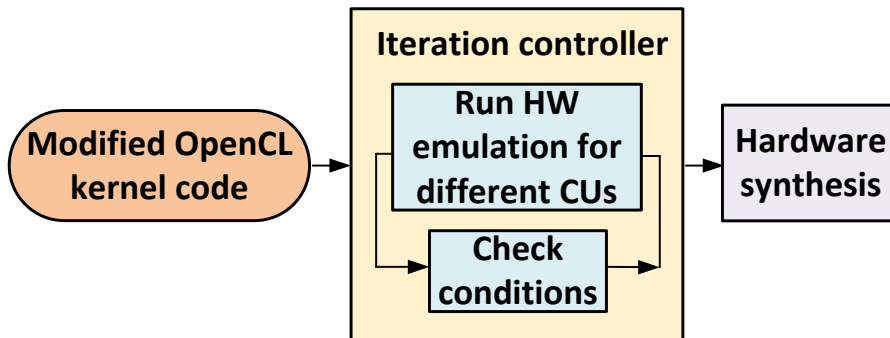 Modified OpenCL
kernel code
Iteration controller
Run HW
emulation for
different CUs
Check
conditions
Hardware
synthesis